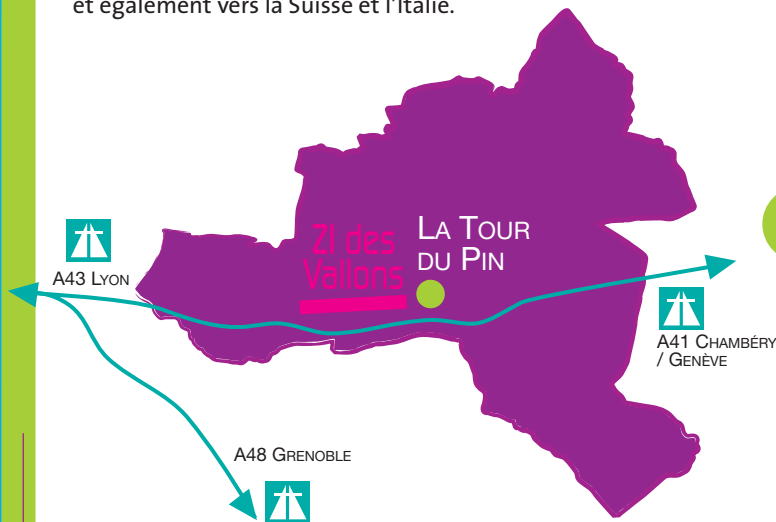 et également vers la Suisse et l'Italie.
ZI des
Vallons
LA TOUR
DU PIN
A43 LYON
A41 CHAMBÉRY
/ GENÈVE
A48 GRENOBLE